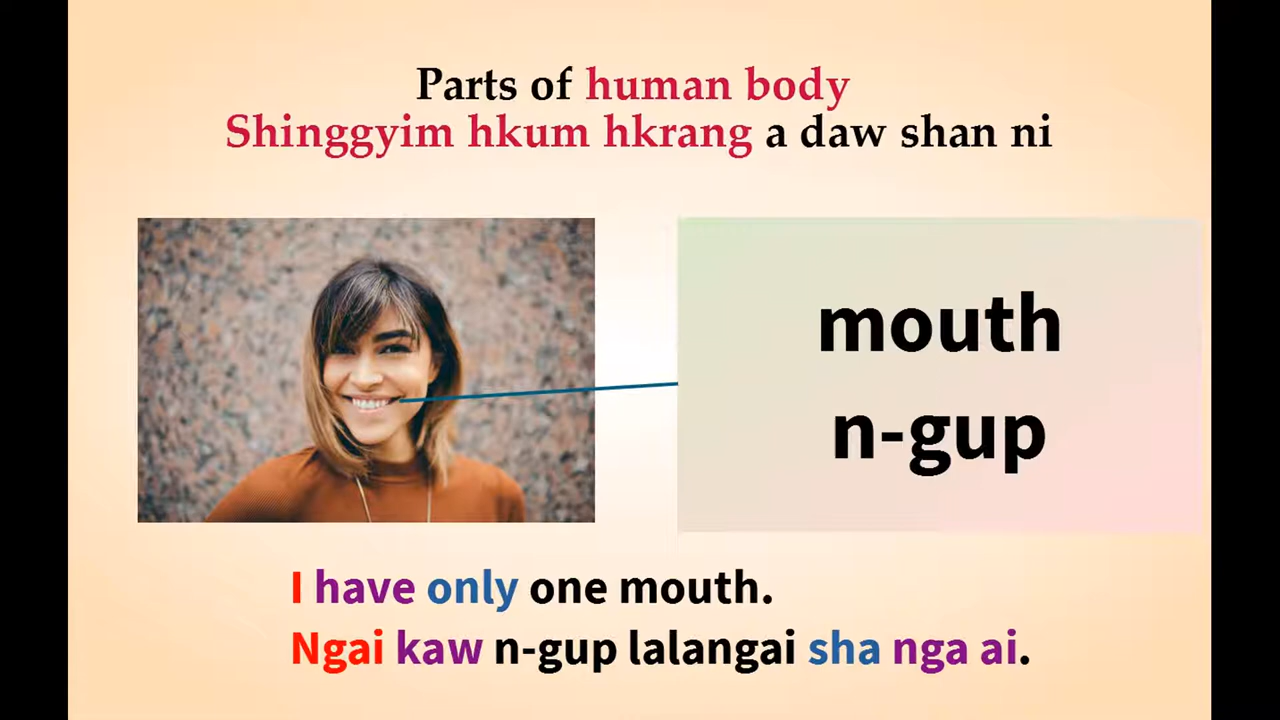 Parts of human body
Shinggyim hkum hkrang a daw shan ni
mouth
n-gup
I have only one mouth.
Ngai kaw n-gup lalangai sha nga ai.